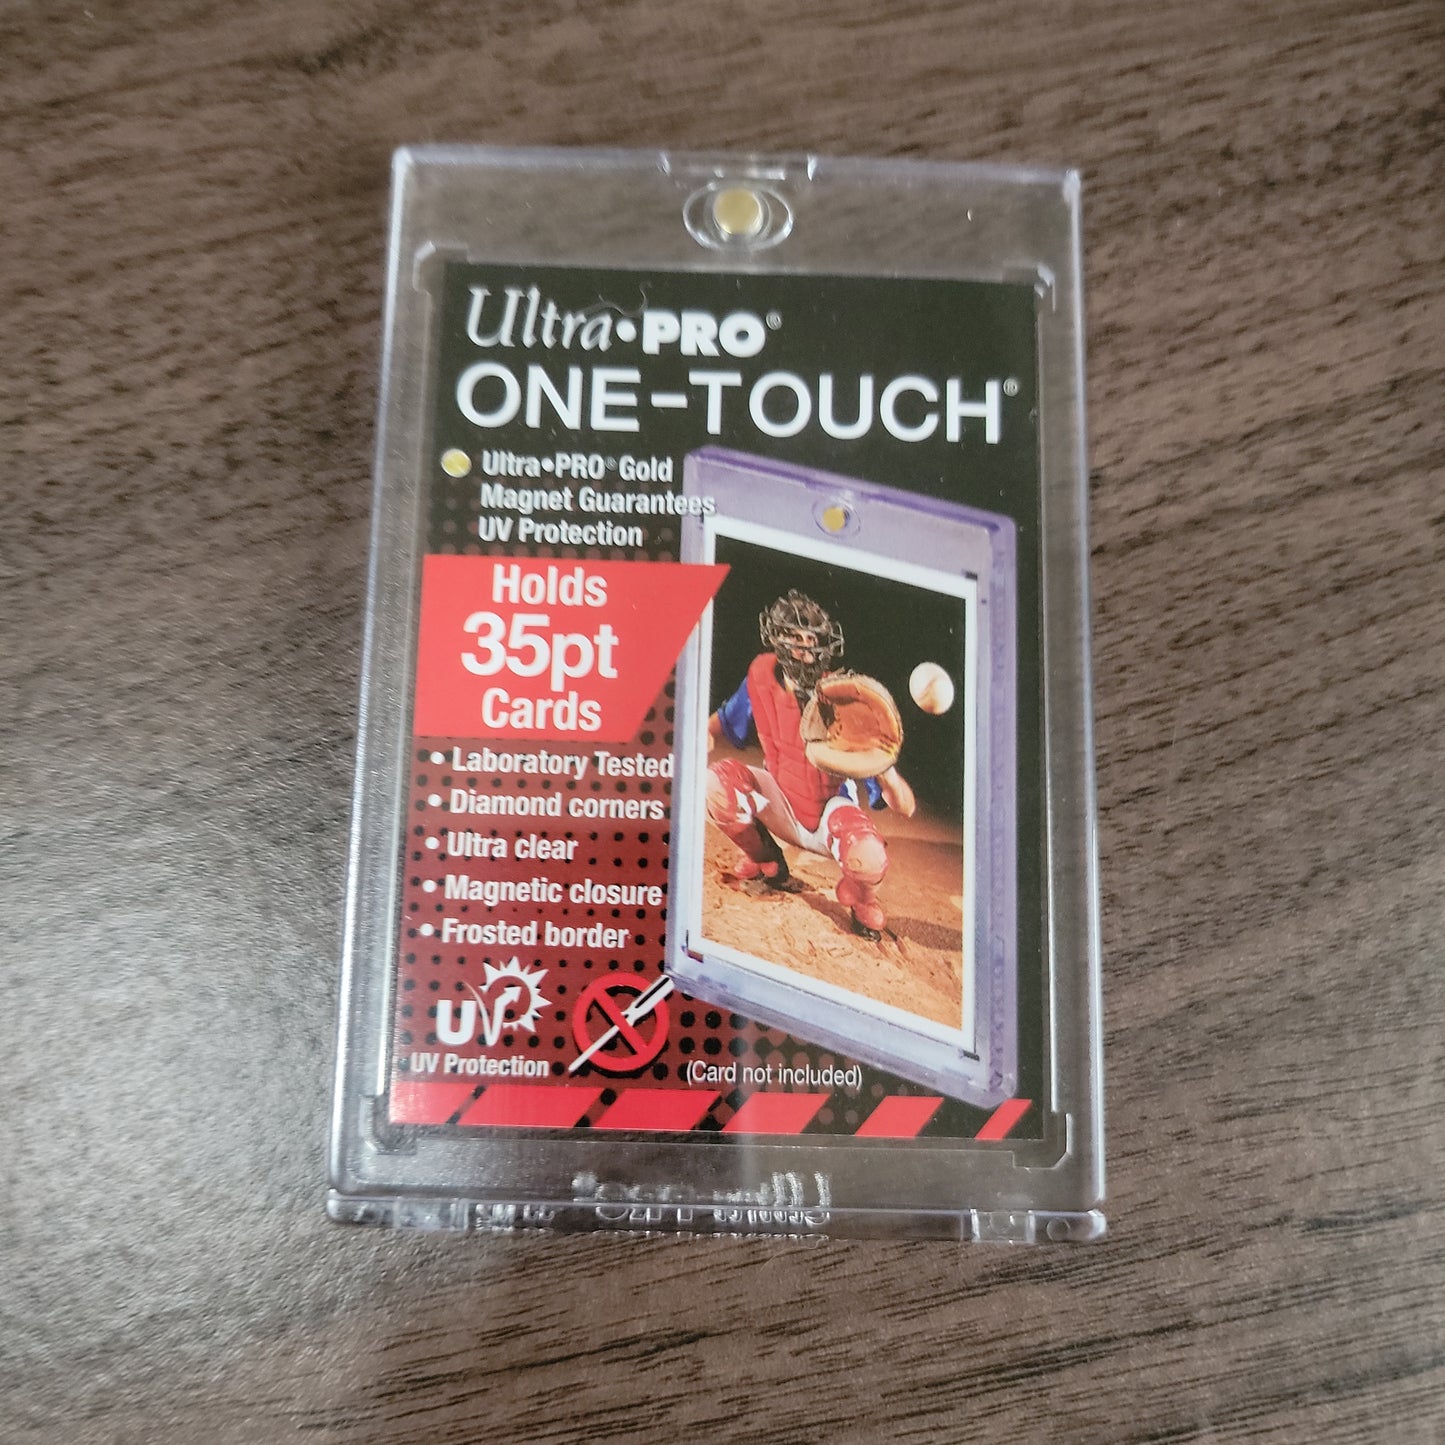 Ultra•PRO®
ONE-TOUCH®
Ultra•PRO® Gold
Magnet Guarantees
UV Protection
Holds
35pt
Cards
• Laboratory Tested
• Diamond corners
• Ultra clear
• Magnetic closure
• Frosted border
UV
UV Protection
(Card not included)